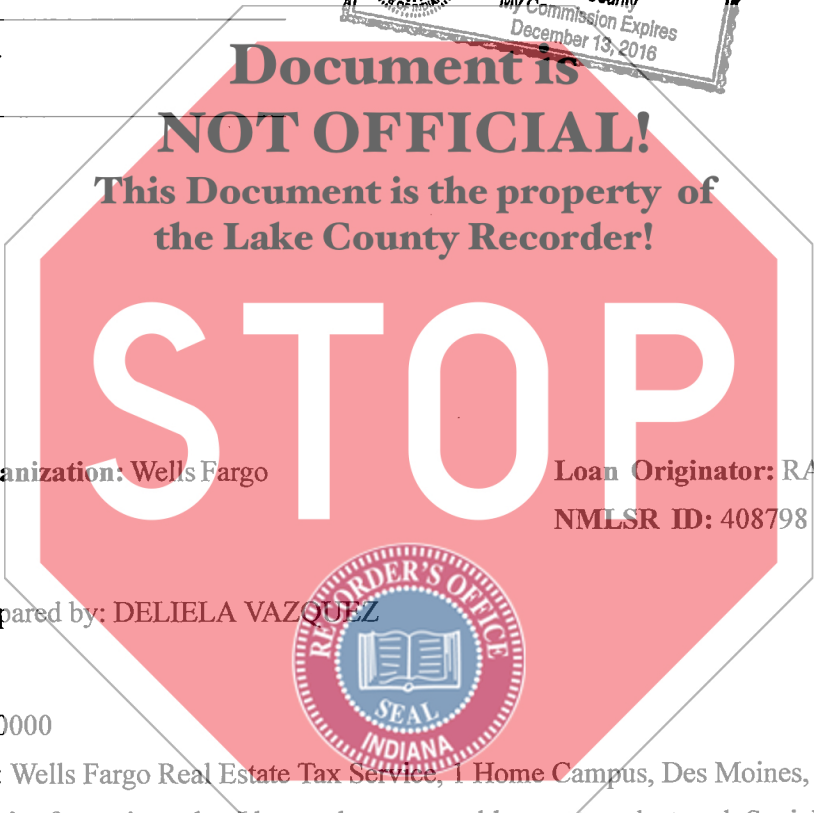 My Commission Expires
December 13, 2016
Document is
NOT OFFICIAL!
This Document is the property of
the Lake County Recorder!
STOP
anization: Wells Fargo
Loan Originator: RA
NMLSR ID: 408798
pared by: DELIELA VAZQUEZ
RECORDER'S OFFICE
SEAL
INDIANA
0000
: Wells Fargo Real Estate Tax Service, 1 Home Campus, Des Moines,